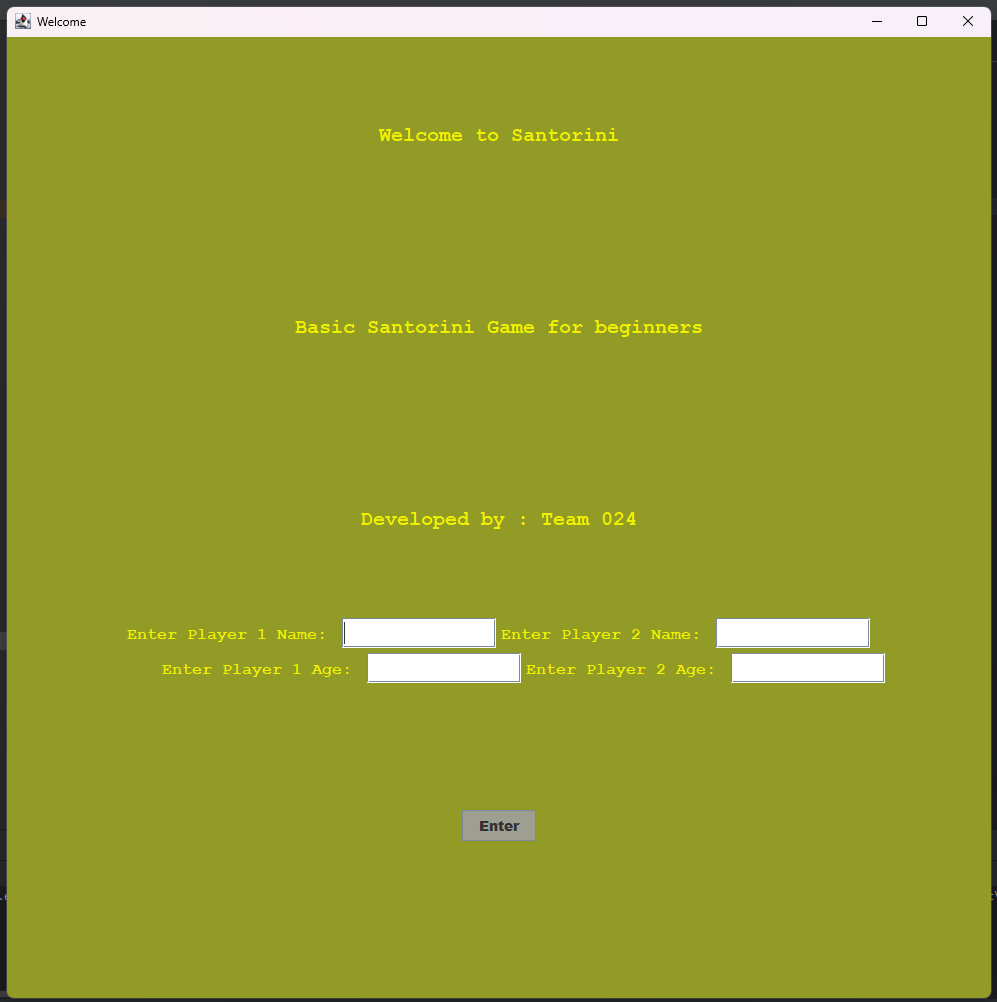 Welcome
Welcome to Santorini
Basic Santorini Game for beginners
Developed by : Team 024
Enter Player 1 Name: Enter Player 2 Name:
Enter Player 1 Age: Enter Player 2 Age:
Enter